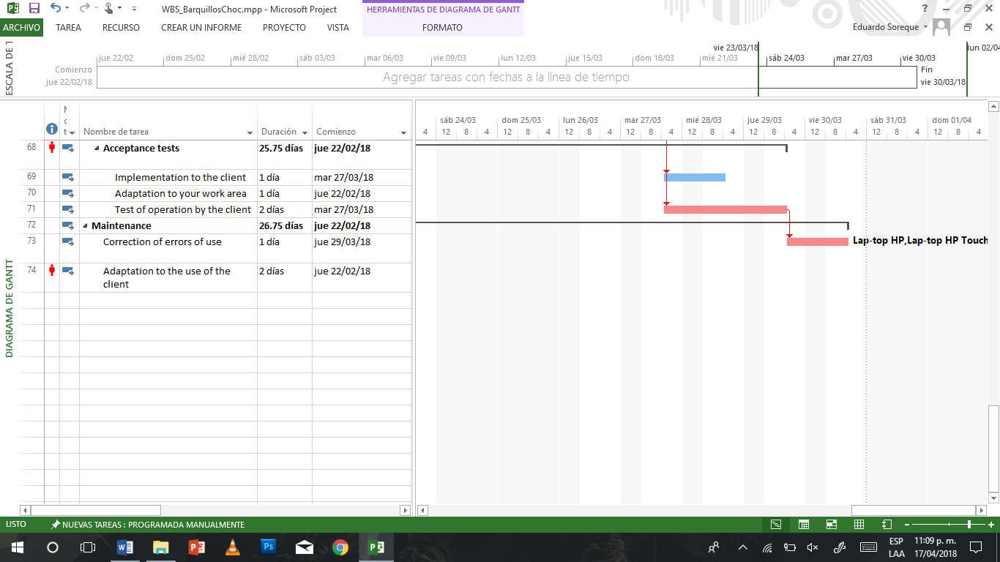 WBS_BarquillosChoc.mpp - Microsoft Project
HERRAMIENTAS DE DIAGRAMA DE GANTT
?
ARCHIVO TAREA RECURSO CREAR UN INFORME PROYECTO VISTA FORMATO
Eduardo Soreque
vie 23/03/18
lun 02/04
jue 22/02 dom 25/02 mié 28/02 sáb 03/03 mar 06/03 vie 09/03 lun 12/03 jue 15/03 dom 18/03 mié 21/03 sáb 24/03 mar 27/03 vie 30/03
Comienzo
jue 22/02/18
Agregar tareas con fechas a la línea de tiempo
Fin
vie 30/03/18
ESCALA DE T
Nombre de tarea Duración Comienzo
sáb 24/03 dom 25/03 lun 26/03 mar 27/03 mié 28/03 jue 29/03 vie 30/03 sáb 31/03 dom 01/04
4 12 8 4 12 8 4 12 8 4 12 8 4 12 8 4 12 8 4 12 8 4 12 8 4 12 8 4
68 Acceptance tests 25.75 días jue 22/02/18
69 Implementation to the client 1 día mar 27/03/18
70 Adaptation to your work area 1 día jue 22/02/18
71 Test of operation by the client 2 días mar 27/03/18
72 Maintenance 26.75 días jue 22/02/18
73 Correction of errors of use 1 día jue 29/03/18
Lap-top HP,Lap-top HP Touch
74 Adaptation to the use of the 2 días jue 22/02/18
client
DIAGRAMA DE GANTT
LISTO NUEVAS TAREAS : PROGRAMADA MANUALMENTE
ESP 11:09 p. m.
LAA 17/04/2018